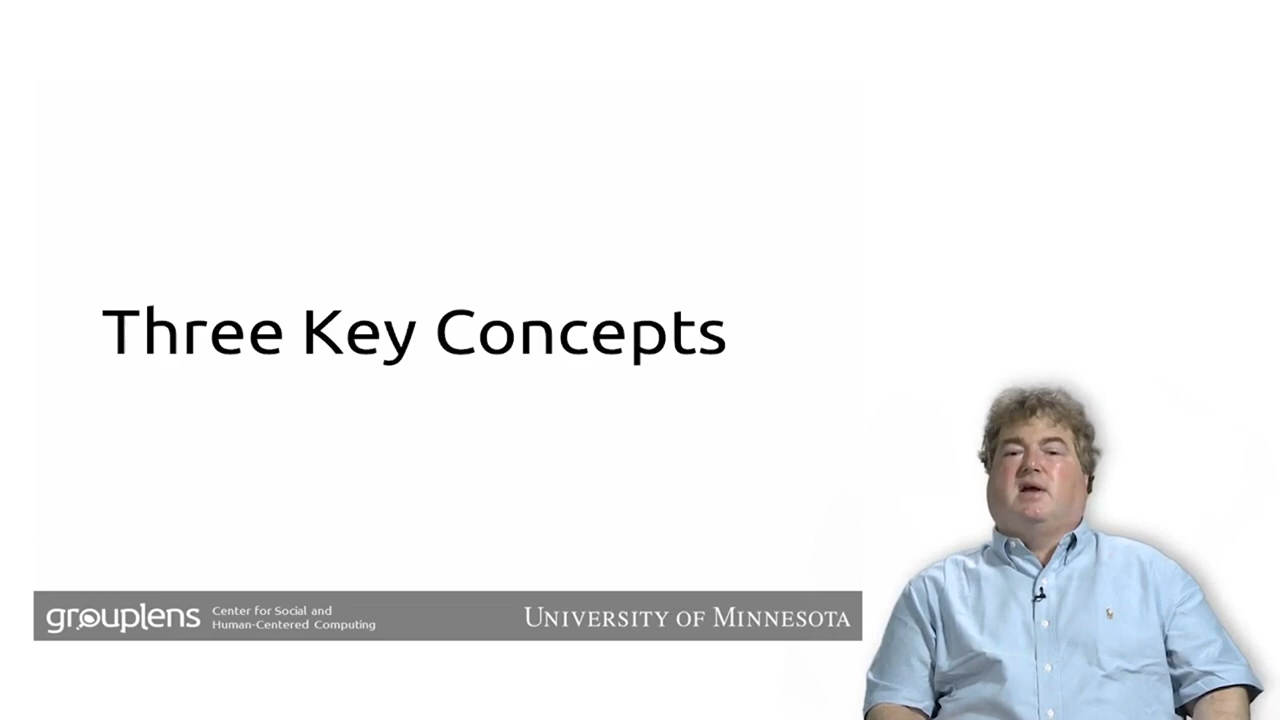 Three Key Concepts
grouplens
Center for Social and
Human-Centered Computing
UNIVERSITY OF MINNESOTA